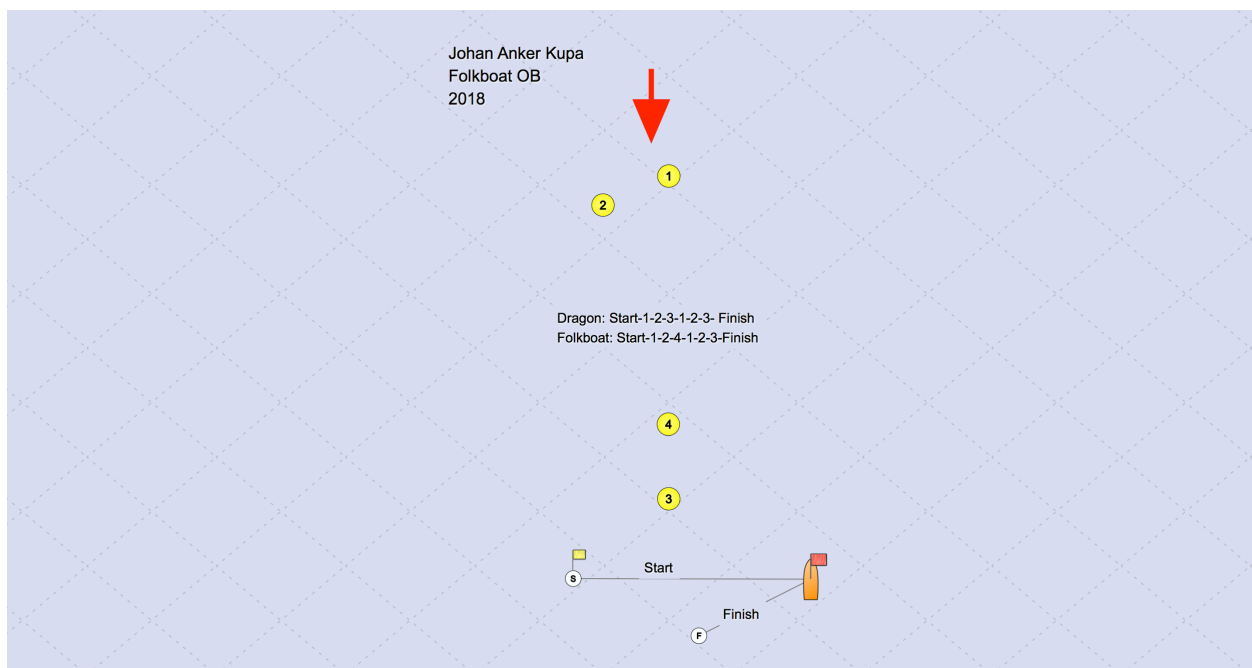 Johan Anker Kupa
Folkboat OB
2018
1
2
Dragon: Start-1-2-3-1-2-3- Finish
Folkboat: Start-1-2-4-1-2-3-Finish
4
3
S
Start
Finish
F